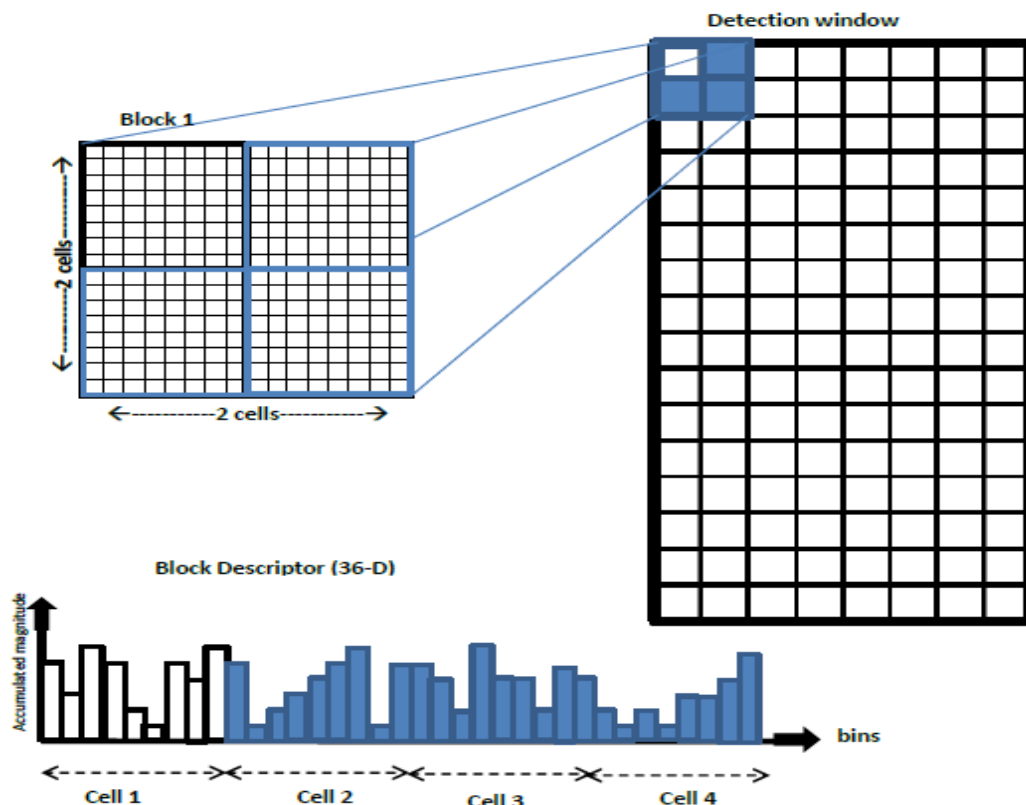 Detection window
Block 1
←-----------2 cells--------→
←-----------2 cells------------→
Block Descriptor (36-D)
Accumulated magnitude
bins
Cell 1
Cell 2
Cell 3
Cell 4